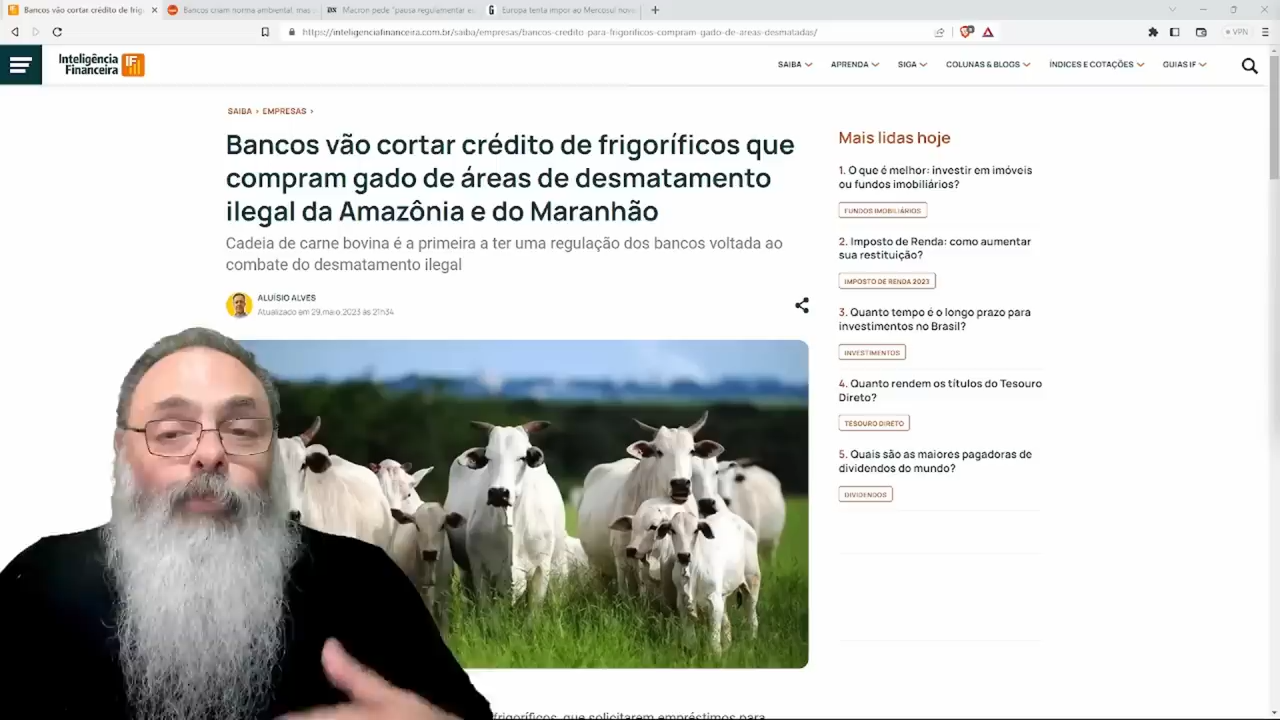 Bancos vão cortar crédito de frig
Bancos criam norma ambiental, mas
Macron pede "pausa regulamentar
Europa tenta impor ao Mercosul nov
https://inteligenciafinanceira.com.br/saiba/empresas/bancos-credito-para-frigorificos-compram-gado-de-areas-desmatadas/
VPN
Inteligência
Financeira
IF
SAIBA
APRENDA
SIGA
COLUNAS & BLOGS
ÍNDICES E COTAÇÕES
GUIAS IF
SAIBA > EMPRESAS >
Bancos vão cortar crédito de frigoríficos que
compram gado de áreas de desmatamento
ilegal da Amazônia e do Maranhão
Cadeia de carne bovina é a primeira a ter uma regulação dos bancos voltada ao
combate do desmatamento ilegal
ALUÍSIO ALVES
Atualizado em 29.maio.2023 às 21h34
frigoríficos, que solicitarem empréstimos para
Mais lidas hoje
1. O que é melhor: investir em imóveis
ou fundos imobiliários?
FUNDOS IMOBILIÁRIOS
2. Imposto de Renda: como aumentar
sua restituição?
IMPOSTO DE RENDA 2023
3. Quanto tempo é o longo prazo para
investimentos no Brasil?
INVESTIMENTOS
4. Quanto rendem os títulos do Tesouro
Direto?
TESOURO DIRETO
5. Quais são as maiores pagadoras de
dividendos do mundo?
DIVIDENDOS